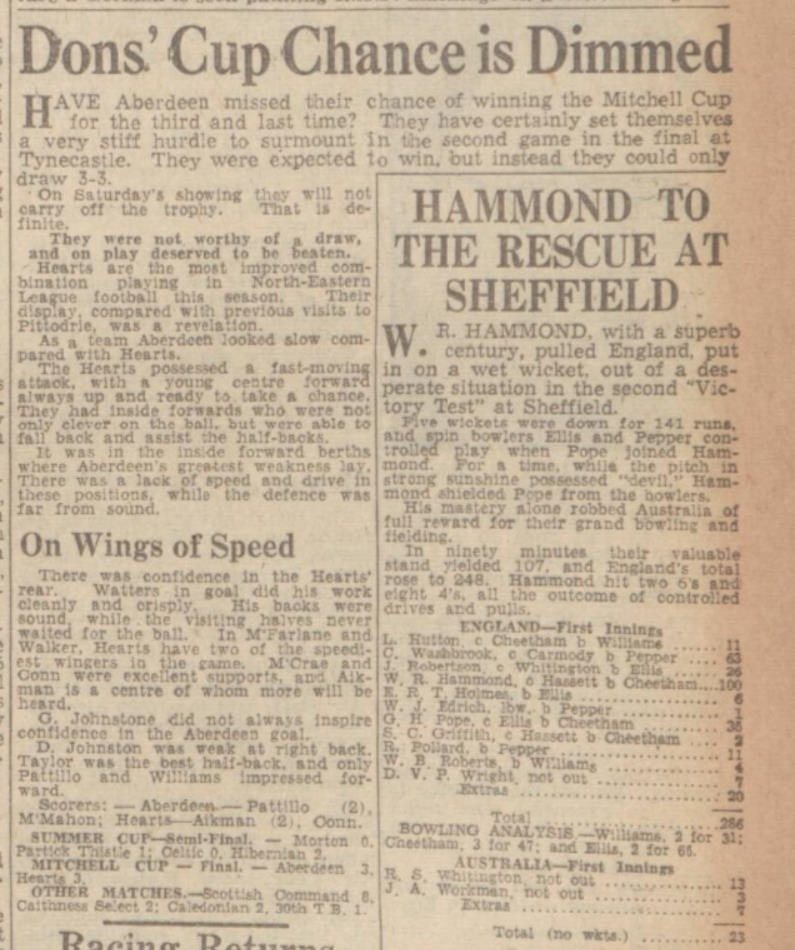 Dons' Cup Chance is Dimmed
HAVE Aberdeen missed their chance of winning the Mitchell Cup
for the third and last time? They have certainly set themselves
a very stiff hurdle to surmount in the second game in the final at
Tynecastle. They were expected to win, but instead they could only
draw 3-3.
On Saturday's showing they will not
carry off the trophy. That is de-
finite.
They were not worthy of a draw,
and on play deserved to be beaten.
Hearts are the most improved com-
bination playing in North-Eastern
League football this season. Their
display, compared with previous visits to
Pittodrie, was a revelation.
As a team Aberdeen looked slow com-
pared with Hearts.
The Hearts possessed a fast-moving
attack, with a young centre forward
always up and ready to take a chance.
They had inside forwards who were not
only clever on the ball, but were able to
fall back and assist the half-backs.
It was in the inside forward berths
where Aberdeen's greatest weakness lay.
There was a lack of speed and drive in
these positions, while the defence was
far from sound.
On Wings of Speed
There was confidence in the Hearts'
rear. Watters in goal did his work
cleanly and crisply. His backs were
sound, while the visiting halves never
waited for the ball. In M'Farlane and
Walker, Hearts have two of the speedi-
est wingers in the game. M'Crae and
Conn were excellent supports, and Aik-
man is a centre of whom more will be
heard.
G. Johnstone did not always inspire
confidence in the Aberdeen goal.
D. Johnston was weak at right back.
Taylor was the best half-back, and only
Pattillo and Williams impressed for-
ward.
Scorers: — Aberdeen — Pattillo (2),
M'Mahon; Hearts—Aikman (2), Conn.
SUMMER CUP—Semi-Final. — Morton 0,
Partick Thistle 1; Celtic 0, Hibernian 2.
MITCHELL CUP — Final. — Aberdeen 3,
Hearts 3.
OTHER MATCHES.—Scottish Command 8,
Caithness Select 2; Caledonian 2, 30th T.B. 1.
Racing Returns
HAMMOND TO
THE RESCUE AT
SHEFFIELD
W. R. HAMMOND, with a superb
century, pulled England, put
in on a wet wicket, out of a des-
perate situation in the second "Vic-
tory Test" at Sheffield.
Five wickets were down for 141 runs,
and spin bowlers Ellis and Pepper con-
trolled play when Pope joined Ham-
mond. For a time, while the pitch in
strong sunshine possessed "devil," Ham-
mond shielded Pope from the bowlers.
His mastery alone robbed Australia of
full reward for their grand bowling and
fielding.
In ninety minutes their valuable
stand yielded 107, and England's total
rose to 248. Hammond hit two 6's and
eight 4's, all the outcome of controlled
drives and pulls.
ENGLAND—First Innings
L. Hutton, c Cheetham b Williams ...... 11
C. Washbrook, c Carmody b Pepper .... 63
J. Robertson, c Whitington b Ellis ...... 26
W. R. Hammond, c Hassett b Cheetham...100
E. R. T. Holmes, b Ellis ................ 6
W. J. Edrich, lbw., b Pepper ............ 1
G. H. Pope, c Ellis b Cheetham .......... 35
S. C. Griffith, c Hassett b Cheetham .... 2
R. Pollard, b Pepper .................... 11
W. B. Roberts, b Williams ............... 4
D. V. P. Wright, not out ................ 7
Extras ................ 20
Total ................ 286
BOWLING ANALYSIS—Williams, 2 for 31;
Cheetham, 3 for 47; and Ellis, 2 for 65.
AUSTRALIA—First Innings
R. S. Whitington, not out ............... 13
J. A. Workman, not out .................. 3
Extras ................ 7
Total (no wkts.) .......... 23